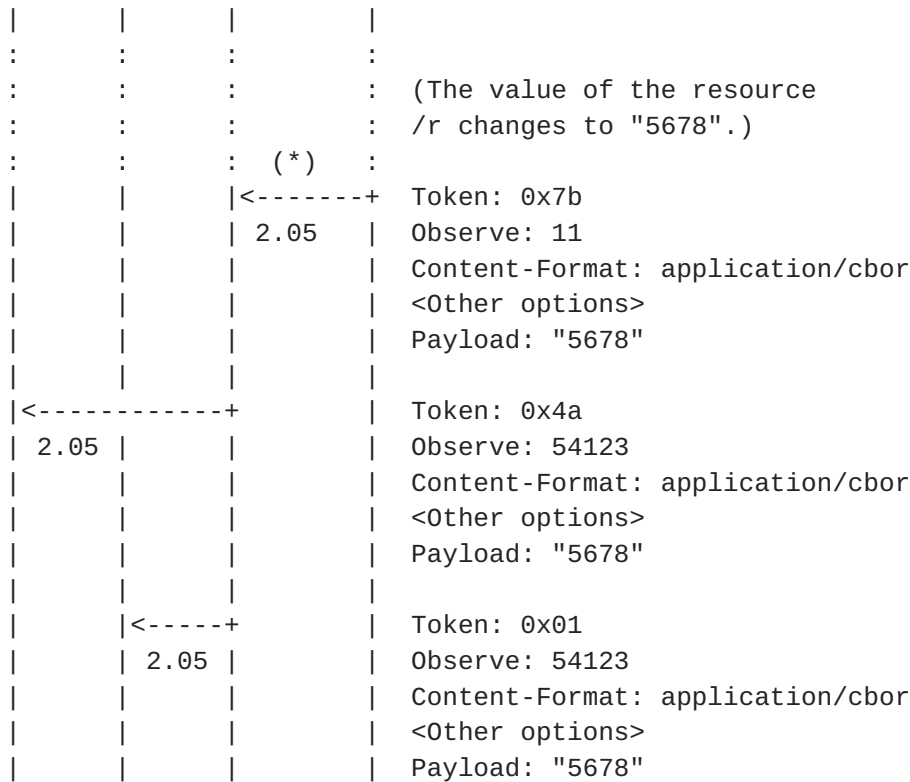 |      |      |        |
:      :      :        :
:      :      :        :  (The value of the resource
:      :      :        :  /r changes to "5678".)
:      :      :  (*)   :
|      |      |<-------+  Token: 0x7b
|      |      | 2.05   |  Observe: 11
|      |      |        |  Content-Format: application/cbor
|      |      |        |  <Other options>
|      |      |        |  Payload: "5678"
|      |      |        |
|<------------+        |  Token: 0x4a
| 2.05 |      |        |  Observe: 54123
|      |      |        |  Content-Format: application/cbor
|      |      |        |  <Other options>
|      |      |        |  Payload: "5678"
|      |      |        |
|      |<-----+        |  Token: 0x01
|      | 2.05 |        |  Observe: 54123
|      |      |        |  Content-Format: application/cbor
|      |      |        |  <Other options>
|      |      |        |  Payload: "5678"